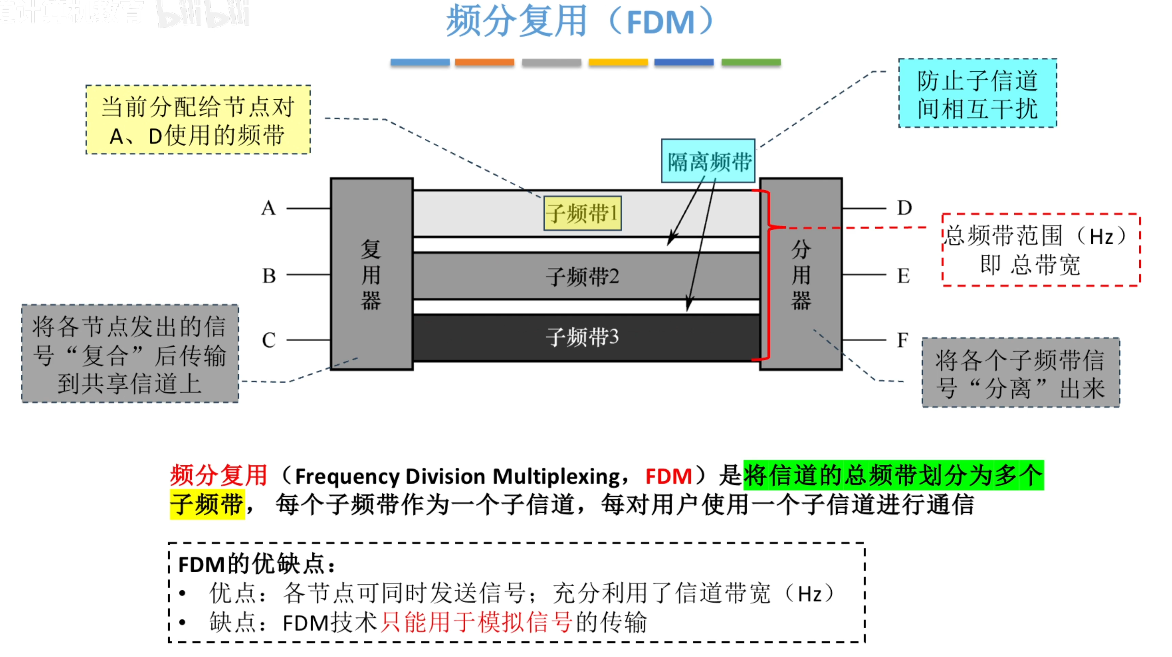 频分复用（FDM）
当前分配给节点对
A、D使用的频带
防止子信道
间相互干扰
隔离频带
A
子频带1
D
总频带范围（Hz）
即 总带宽
复
用
器
分
用
器
B
子频带2
E
C
子频带3
F
将各节点发出的信
号“复合”后传输
到共享信道上
将各个子频带信
号“分离”出来
频分复用（Frequency Division Multiplexing，FDM）是将信道的总频带划分为多个
子频带， 每个子频带作为一个子信道，每对用户使用一个子信道进行通信
FDM的优缺点：
• 优点：各节点可同时发送信号；充分利用了信道带宽（Hz）
• 缺点：FDM技术只能用于模拟信号的传输